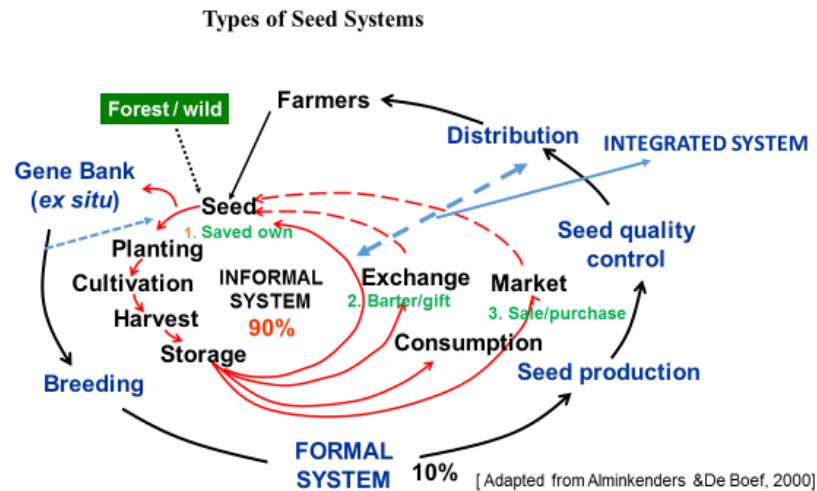 Types of Seed Systems
Forest / wild
Farmers
Distribution
INTEGRATED SYSTEM
Gene Bank
(ex situ)
Seed
1. Saved own
Planting
Cultivation
Harvest
Storage
INFORMAL
SYSTEM
90%
Exchange
2. Barter/gift
Market
3. Sale/purchase
Consumption
Seed quality
control
Seed production
Breeding
FORMAL
SYSTEM
10%
[ Adapted from Alminkenders &De Boef, 2000]